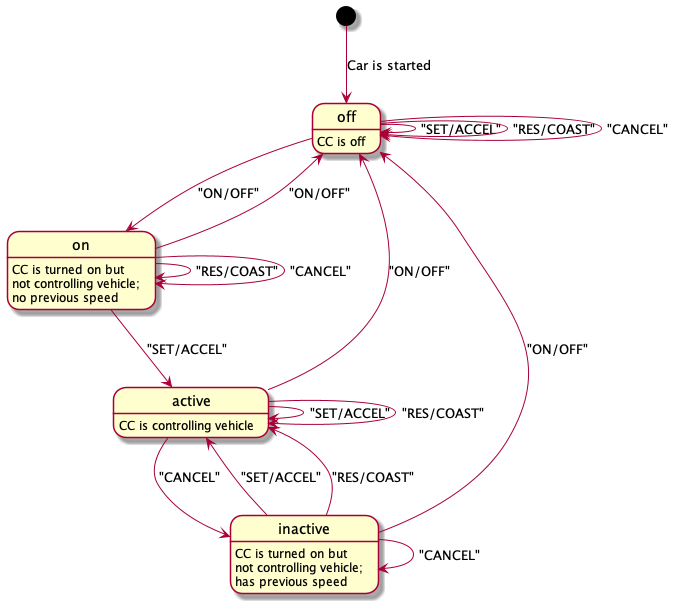 Car is started
off
CC is off
"SET/ACCEL"
"RES/COAST"
"CANCEL"
"ON/OFF"
"ON/OFF"
on
CC is turned on but
not controlling vehicle;
no previous speed
"RES/COAST"
"CANCEL"
"ON/OFF"
"SET/ACCEL"
"ON/OFF"
active
CC is controlling vehicle
"SET/ACCEL"
"RES/COAST"
"CANCEL"
"SET/ACCEL"
"RES/COAST"
inactive
CC is turned on but
not controlling vehicle;
has previous speed
"CANCEL"